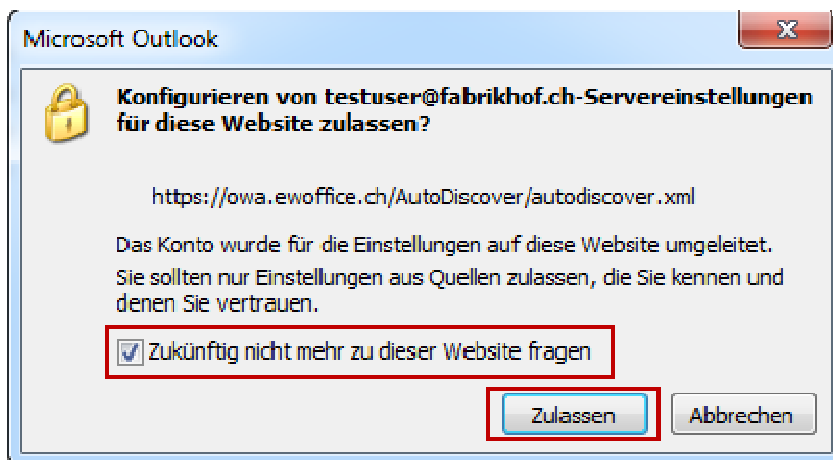 Microsoft Outlook
Konfigurieren von testuser@fabrikhof.ch-Servereinstellungen
für diese Website zulassen?
https://owa.ewoffice.ch/AutoDiscover/autodiscover.xml
Das Konto wurde für die Einstellungen auf diese Website umgeleitet.
Sie sollten nur Einstellungen aus Quellen zulassen, die Sie kennen und
denen Sie vertrauen.
Zukünftig nicht mehr zu dieser Website fragen
Zulassen
Abbrechen